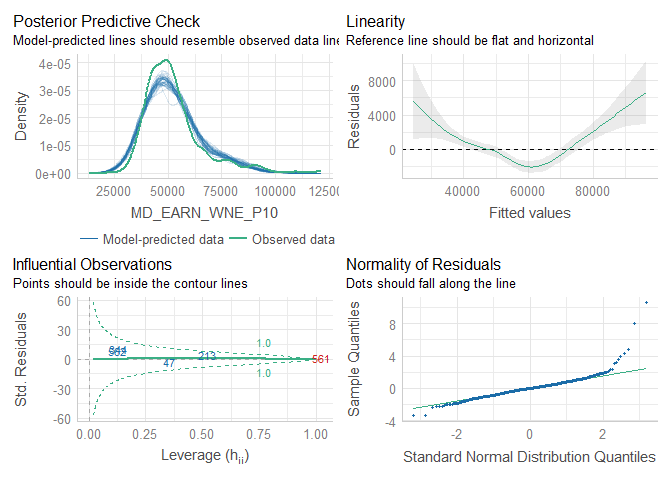 Posterior Predictive Check
Model-predicted lines should resemble observed data line
4e-05
3e-05
2e-05
1e-05
0e+00
Density
25000 50000 75000 100000 12500
MD_EARN_WNE_P10
Model-predicted data Observed data
Linearity
Reference line should be flat and horizontal
8000
4000
0
Residuals
40000 60000 80000
Fitted values
Influential Observations
Points should be inside the contour lines
60
30
0
-30
-60
Std. Residuals
47
213
561
1.0
1.0
0.00 0.25 0.50 0.75 1.00
Leverage (hii)
Normality of Residuals
Dots should fall along the line
8
4
0
-4
Sample Quantiles
-2 0 2
Standard Normal Distribution Quantiles